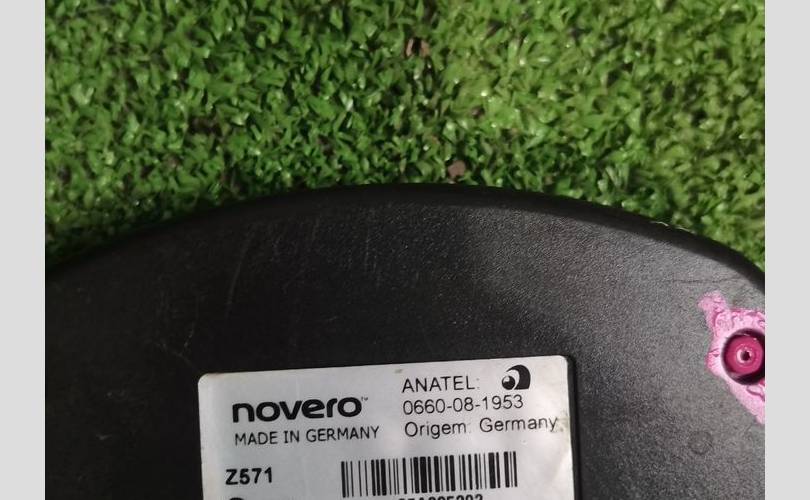 novero™
ANATEL:
0660-08-1953
MADE IN GERMANY
Origem: Germany
Z571